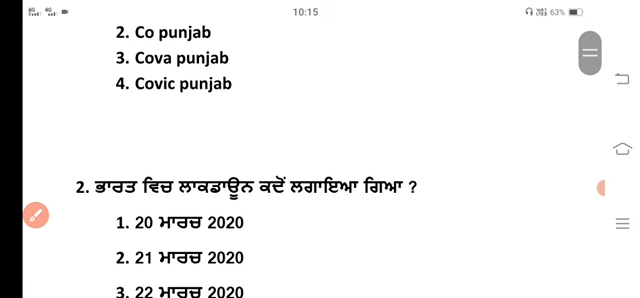 10:15
63%
2. Co punjab
3. Cova punjab
4. Covic punjab
2. ਭਾਰਤ ਵਿਚ ਲਾਕਡਾਊਨ ਕਦੋਂ ਲਗਾਇਆ ਗਿਆ ?
1. 20 ਮਾਰਚ 2020
2. 21 ਮਾਰਚ 2020
3. 22 ਮਾਰਚ 2020